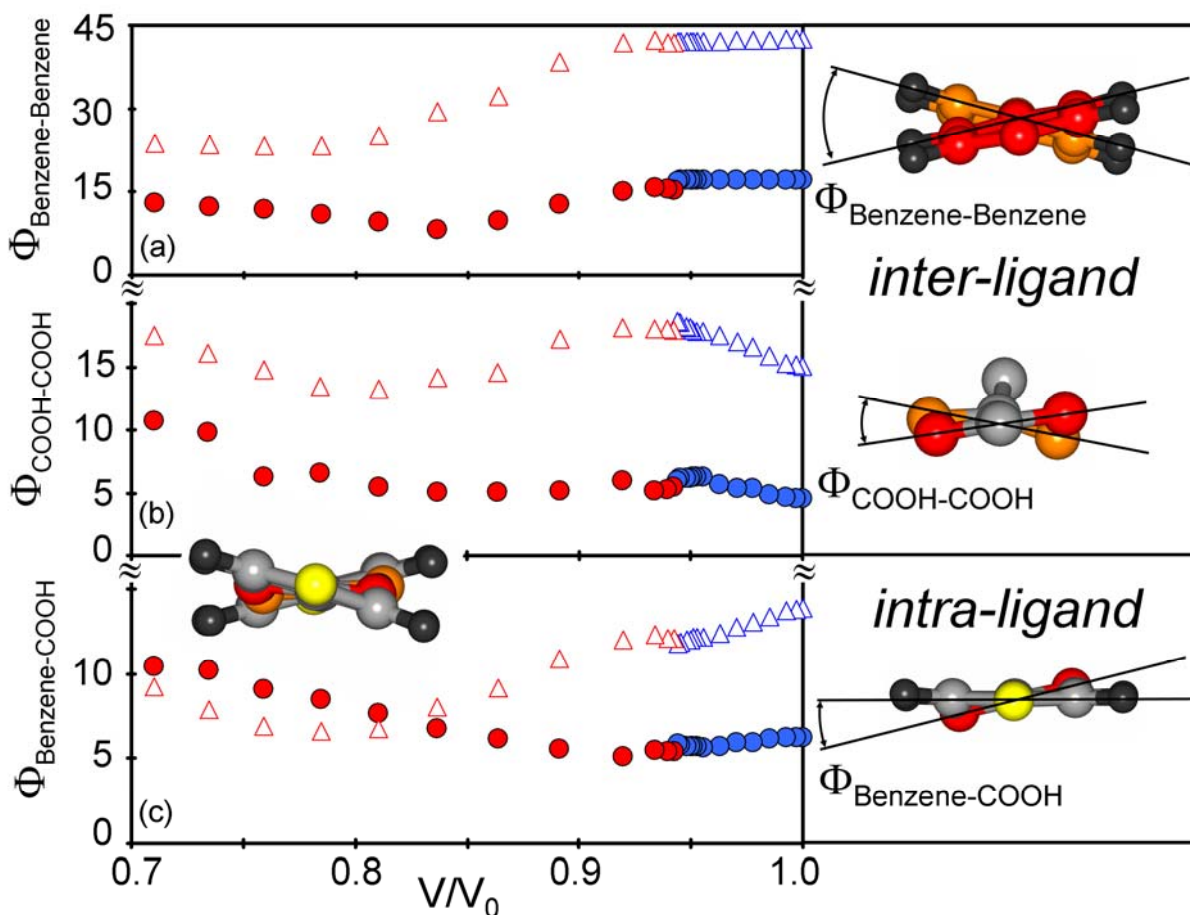 Φ_Benzene-Benzene
45
30
15
0
(a)
Φ_Benzene-Benzene
inter-ligand
Φ_COOH-COOH
15
10
5
0
(b)
Φ_COOH-COOH
Φ_Benzene-COOH
10
5
0
(c)
intra-ligand
Φ_Benzene-COOH
0.7 0.8 0.9 1.0
V/V₀